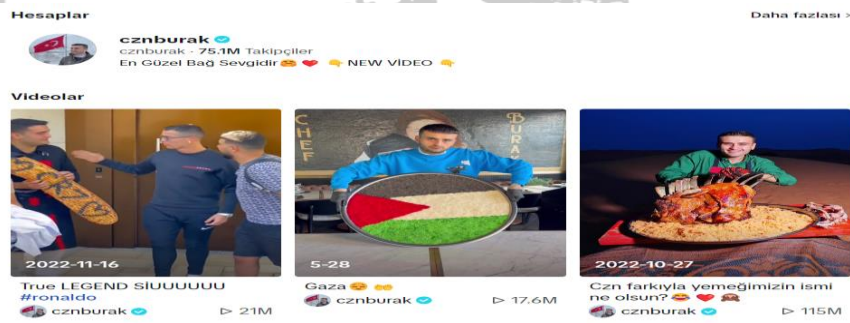 Hesaplar
Daha fazlası >
cznburak
cznburak · 75.1M Takipçiler
En Güzel Bağ Sevgidir🤗 ❤️ 👇 NEW VİDEO 👇
Videolar
2022-11-16
CHEF
BURAK
5-28
2022-10-27
True LEGEND SİUUUUUU
#ronaldo
cznburak
▷ 21M
Gaza😔 🤲
cznburak
▷ 17.6M
Czn farkıyla yemeğimizin ismi
ne olsun?😂 ❤️ 🙈
cznburak
▷ 115M